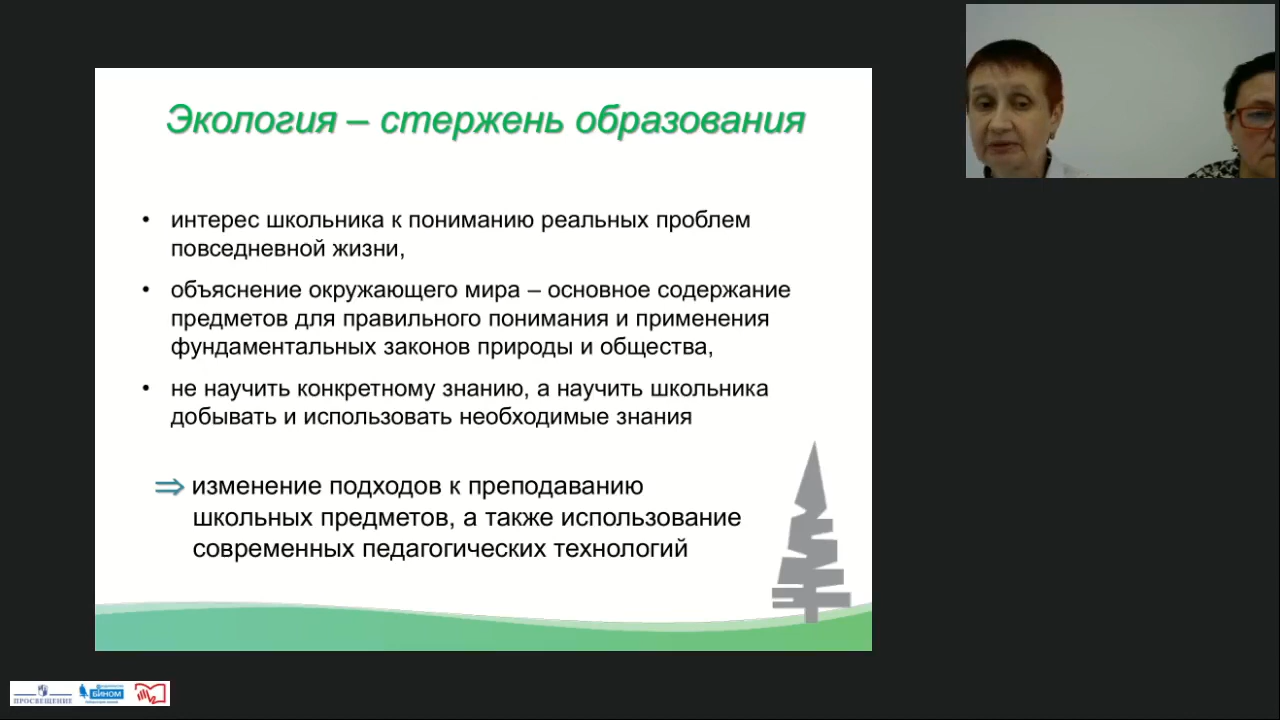 Экология – стержень образования
• интерес школьника к пониманию реальных проблем
повседневной жизни,
• объяснение окружающего мира – основное содержание
предметов для правильного понимания и применения
фундаментальных законов природы и общества,
• не научить конкретному знанию, а научить школьника
добывать и использовать необходимые знания
⇒ изменение подходов к преподаванию
школьных предметов, а также использование
современных педагогических технологий
ПРОСВЕЩЕНИЕ
БИНОМ